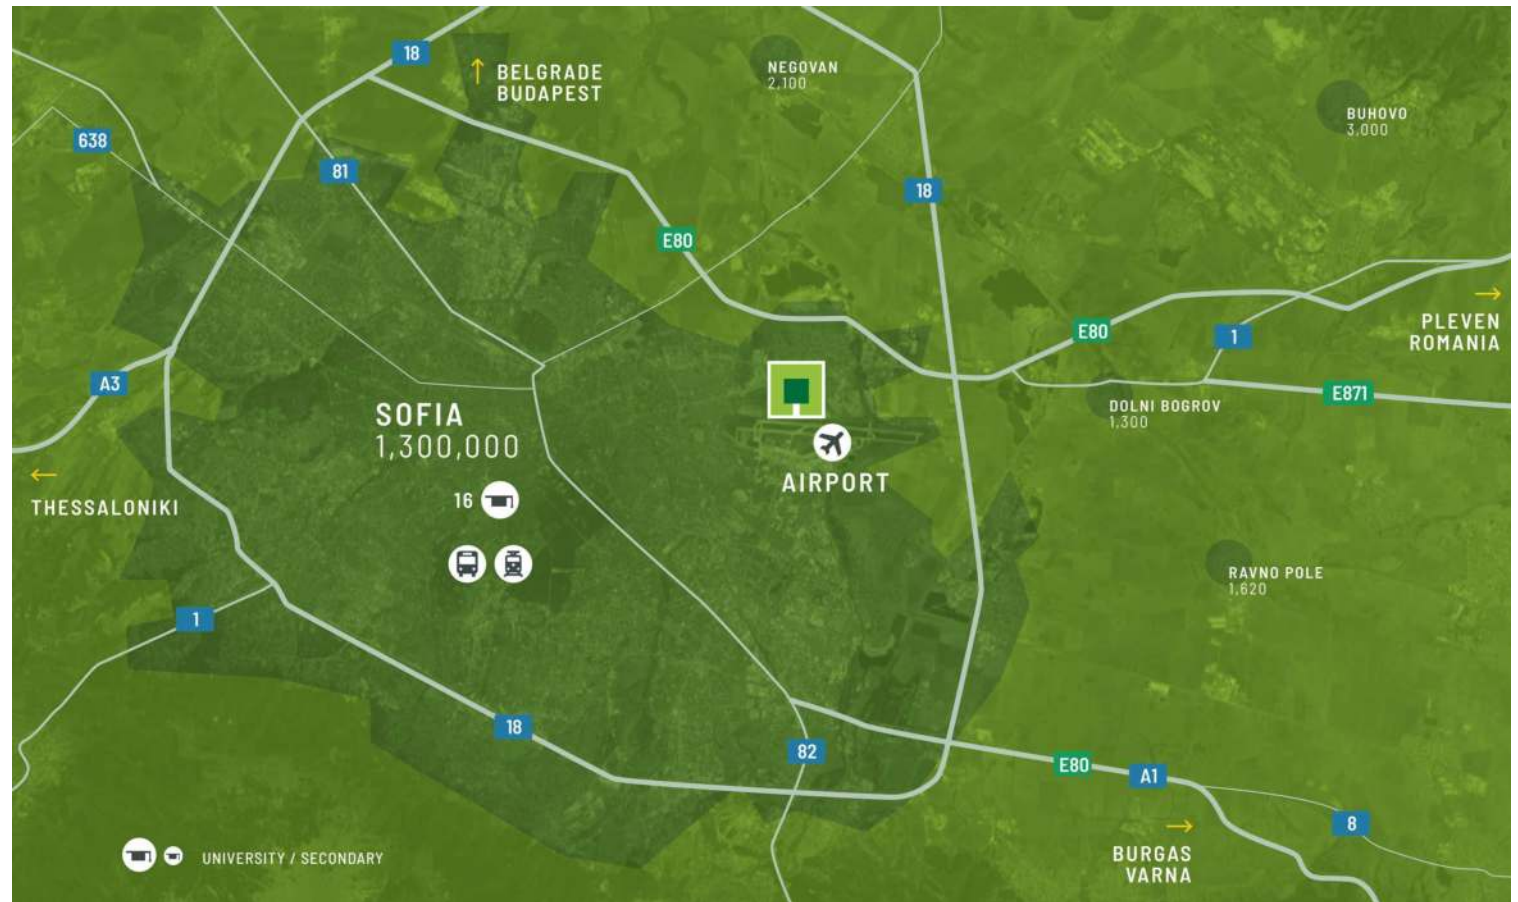 18
BELGRADE
BUDAPEST
NEGOVAN
2,100
BUHOVO
3,000
638
81
18
E80
PLEVEN
ROMANIA
E80
1
A3
E871
DOLNI BOGROV
1,300
SOFIA
1,300,000
AIRPORT
THESSALONIKI
16
RAVNO POLE
1,620
1
18
82
E80
A1
8
BURGAS
VARNA
UNIVERSITY / SECONDARY